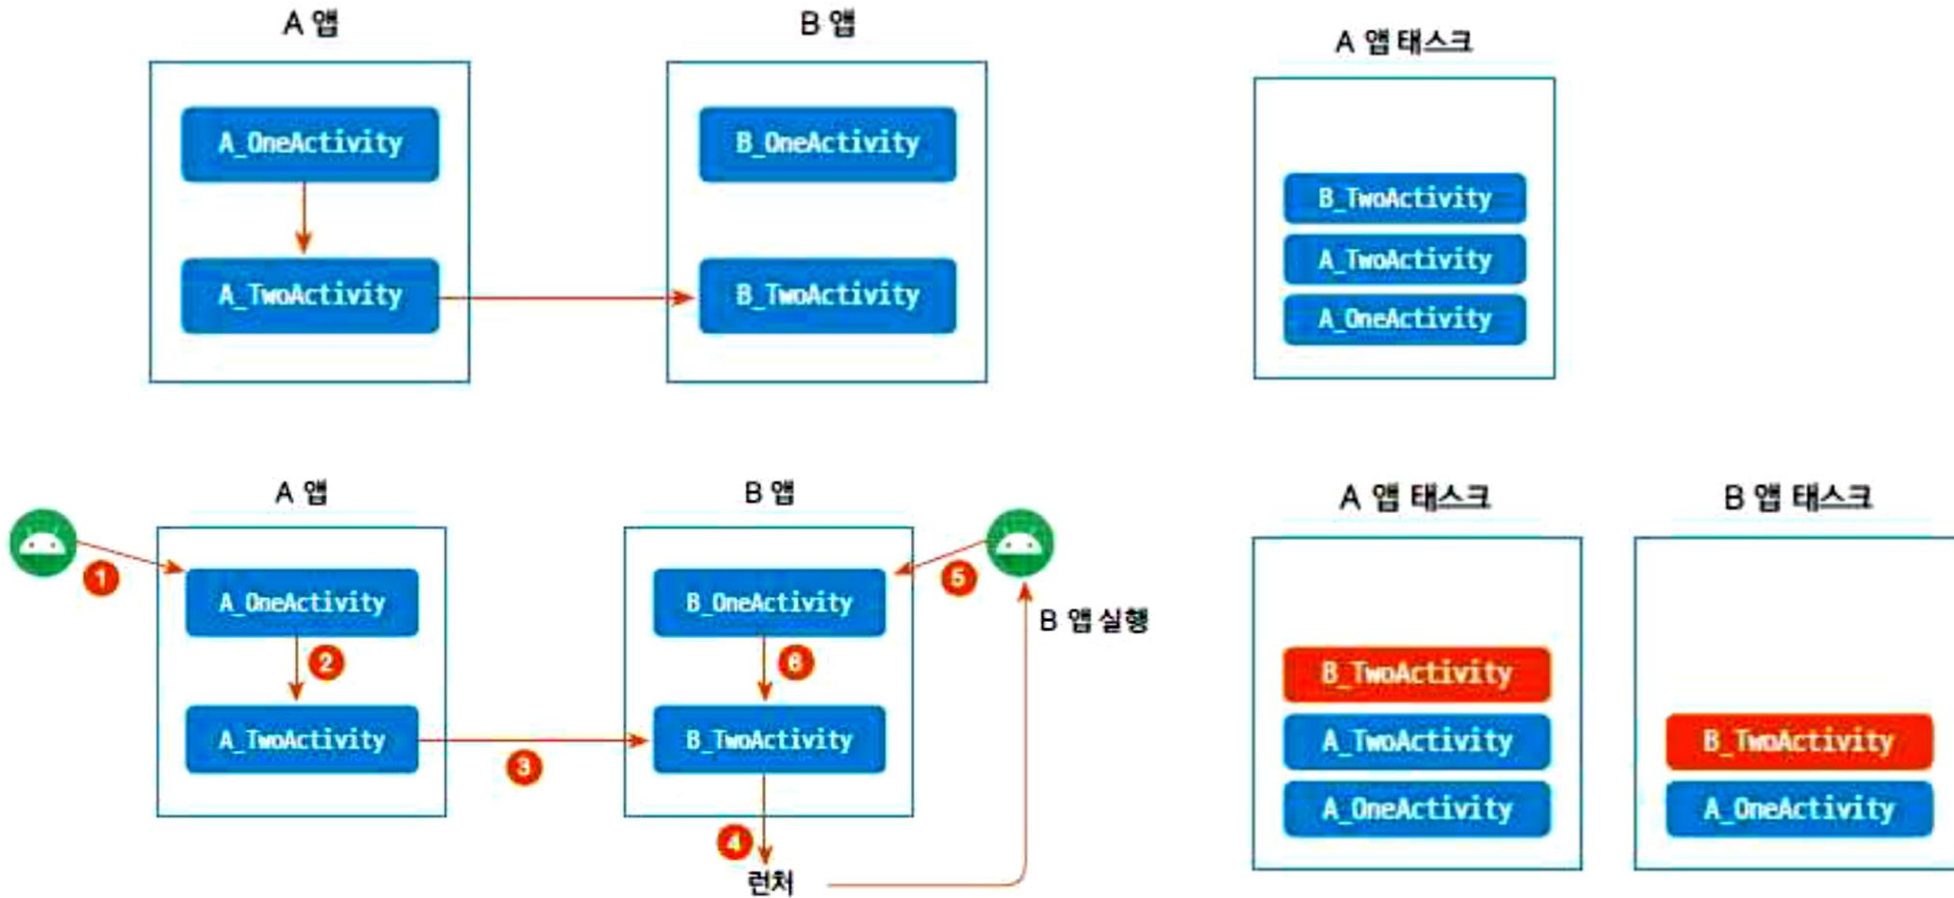 A 앱
B 앱
A 앱 태스크
A_OneActivity
B_OneActivity
A_TwoActivity
B_TwoActivity
B_TwoActivity
A_TwoActivity
A_OneActivity
A 앱
B 앱
A 앱 태스크
B 앱 태스크
1
5
A_OneActivity
B_OneActivity
B 앱 실행
2
6
A_TwoActivity
B_TwoActivity
3
4
런처
B_TwoActivity
A_TwoActivity
A_OneActivity
B_TwoActivity
A_OneActivity